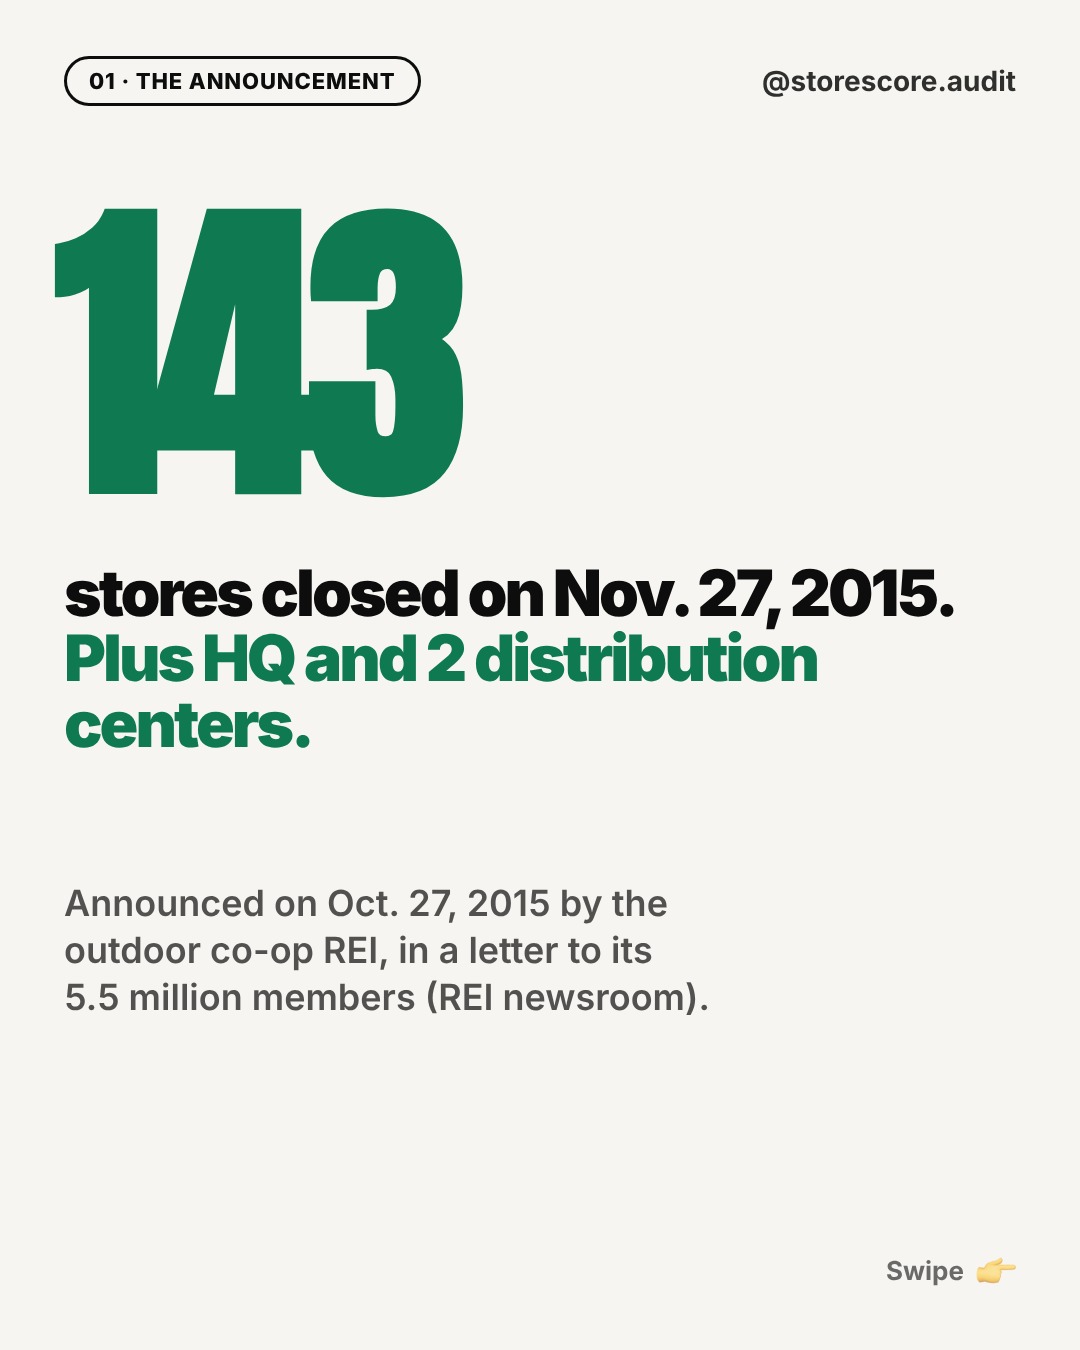 01 · THE ANNOUNCEMENT
@storescore.audit
143
stores closed on Nov. 27, 2015.
Plus HQ and 2 distribution
centers.
Announced on Oct. 27, 2015 by the
outdoor co-op REI, in a letter to its
5.5 million members (REI newsroom).
Swipe 👉